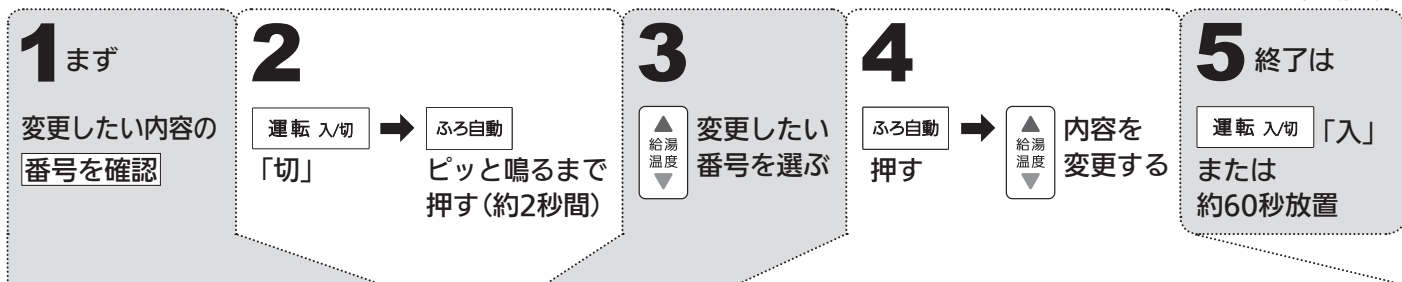 1 まず
変更したい内容の
番号を確認
2
運転 入/切 ➡ ふろ自動
「切」 ピッと鳴るまで
押す(約2秒間)
3
▲
給湯
温度
▼
変更したい
番号を選ぶ
4
ふろ自動 ➡
押す
▲
給湯
温度
▼
内容を
変更する
5 終了は
運転 入/切 「入」
または
約60秒放置